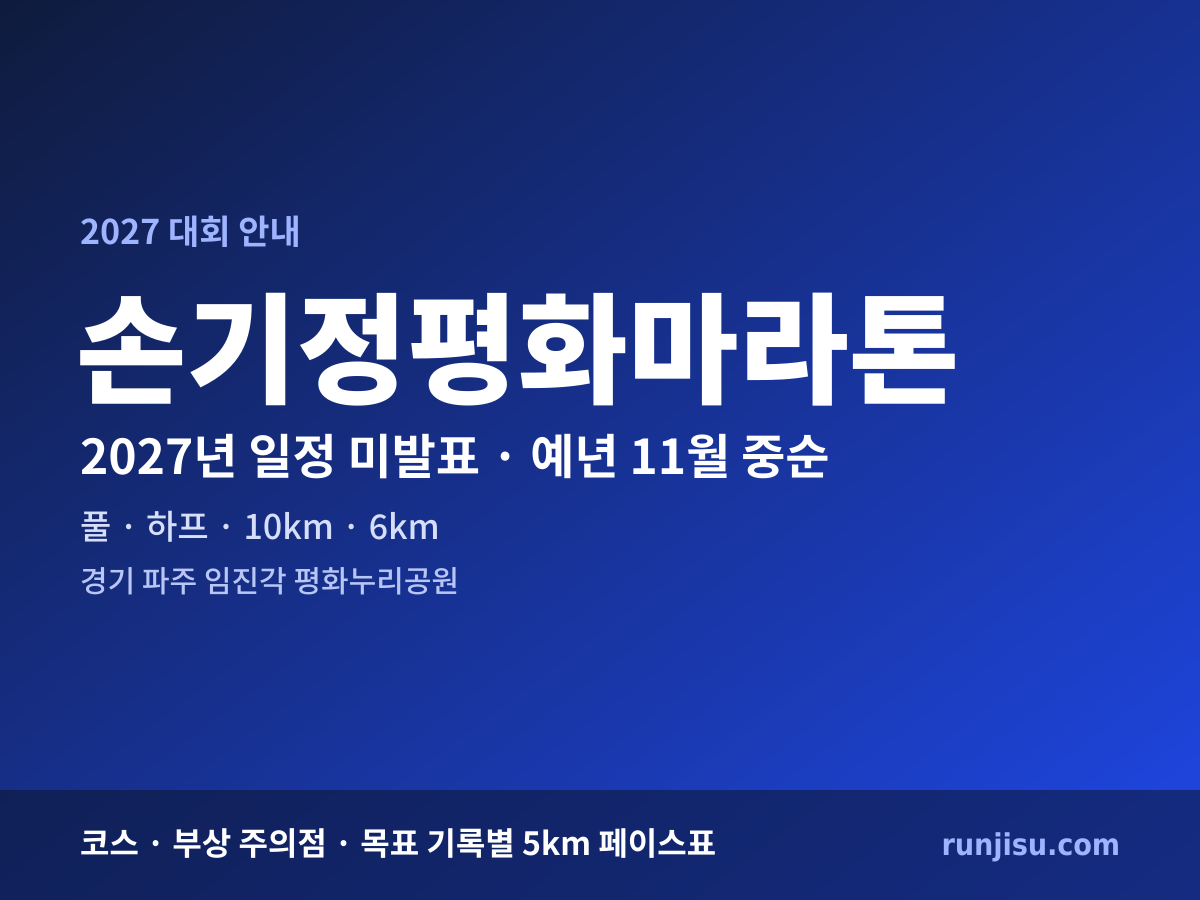 2027 대회 안내
손기정평화마라톤
2027년 일정 미발표 · 예년 11월 중순
풀 · 하프 · 10km · 6km
경기 파주 임진각 평화누리공원
코스 · 부상 주의점 · 목표 기록별 5km 페이스표
runjisu.com